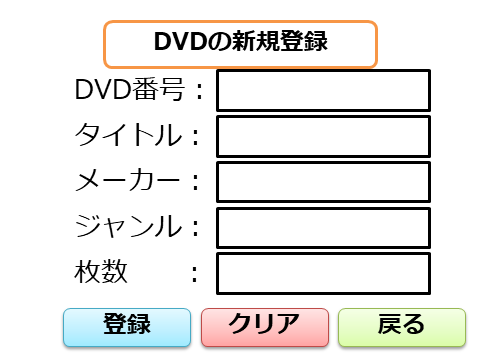 DVDの新規登録
DVD番号：
タイトル：
メーカー：
ジャンル：
枚数　　：
登録 クリア 戻る